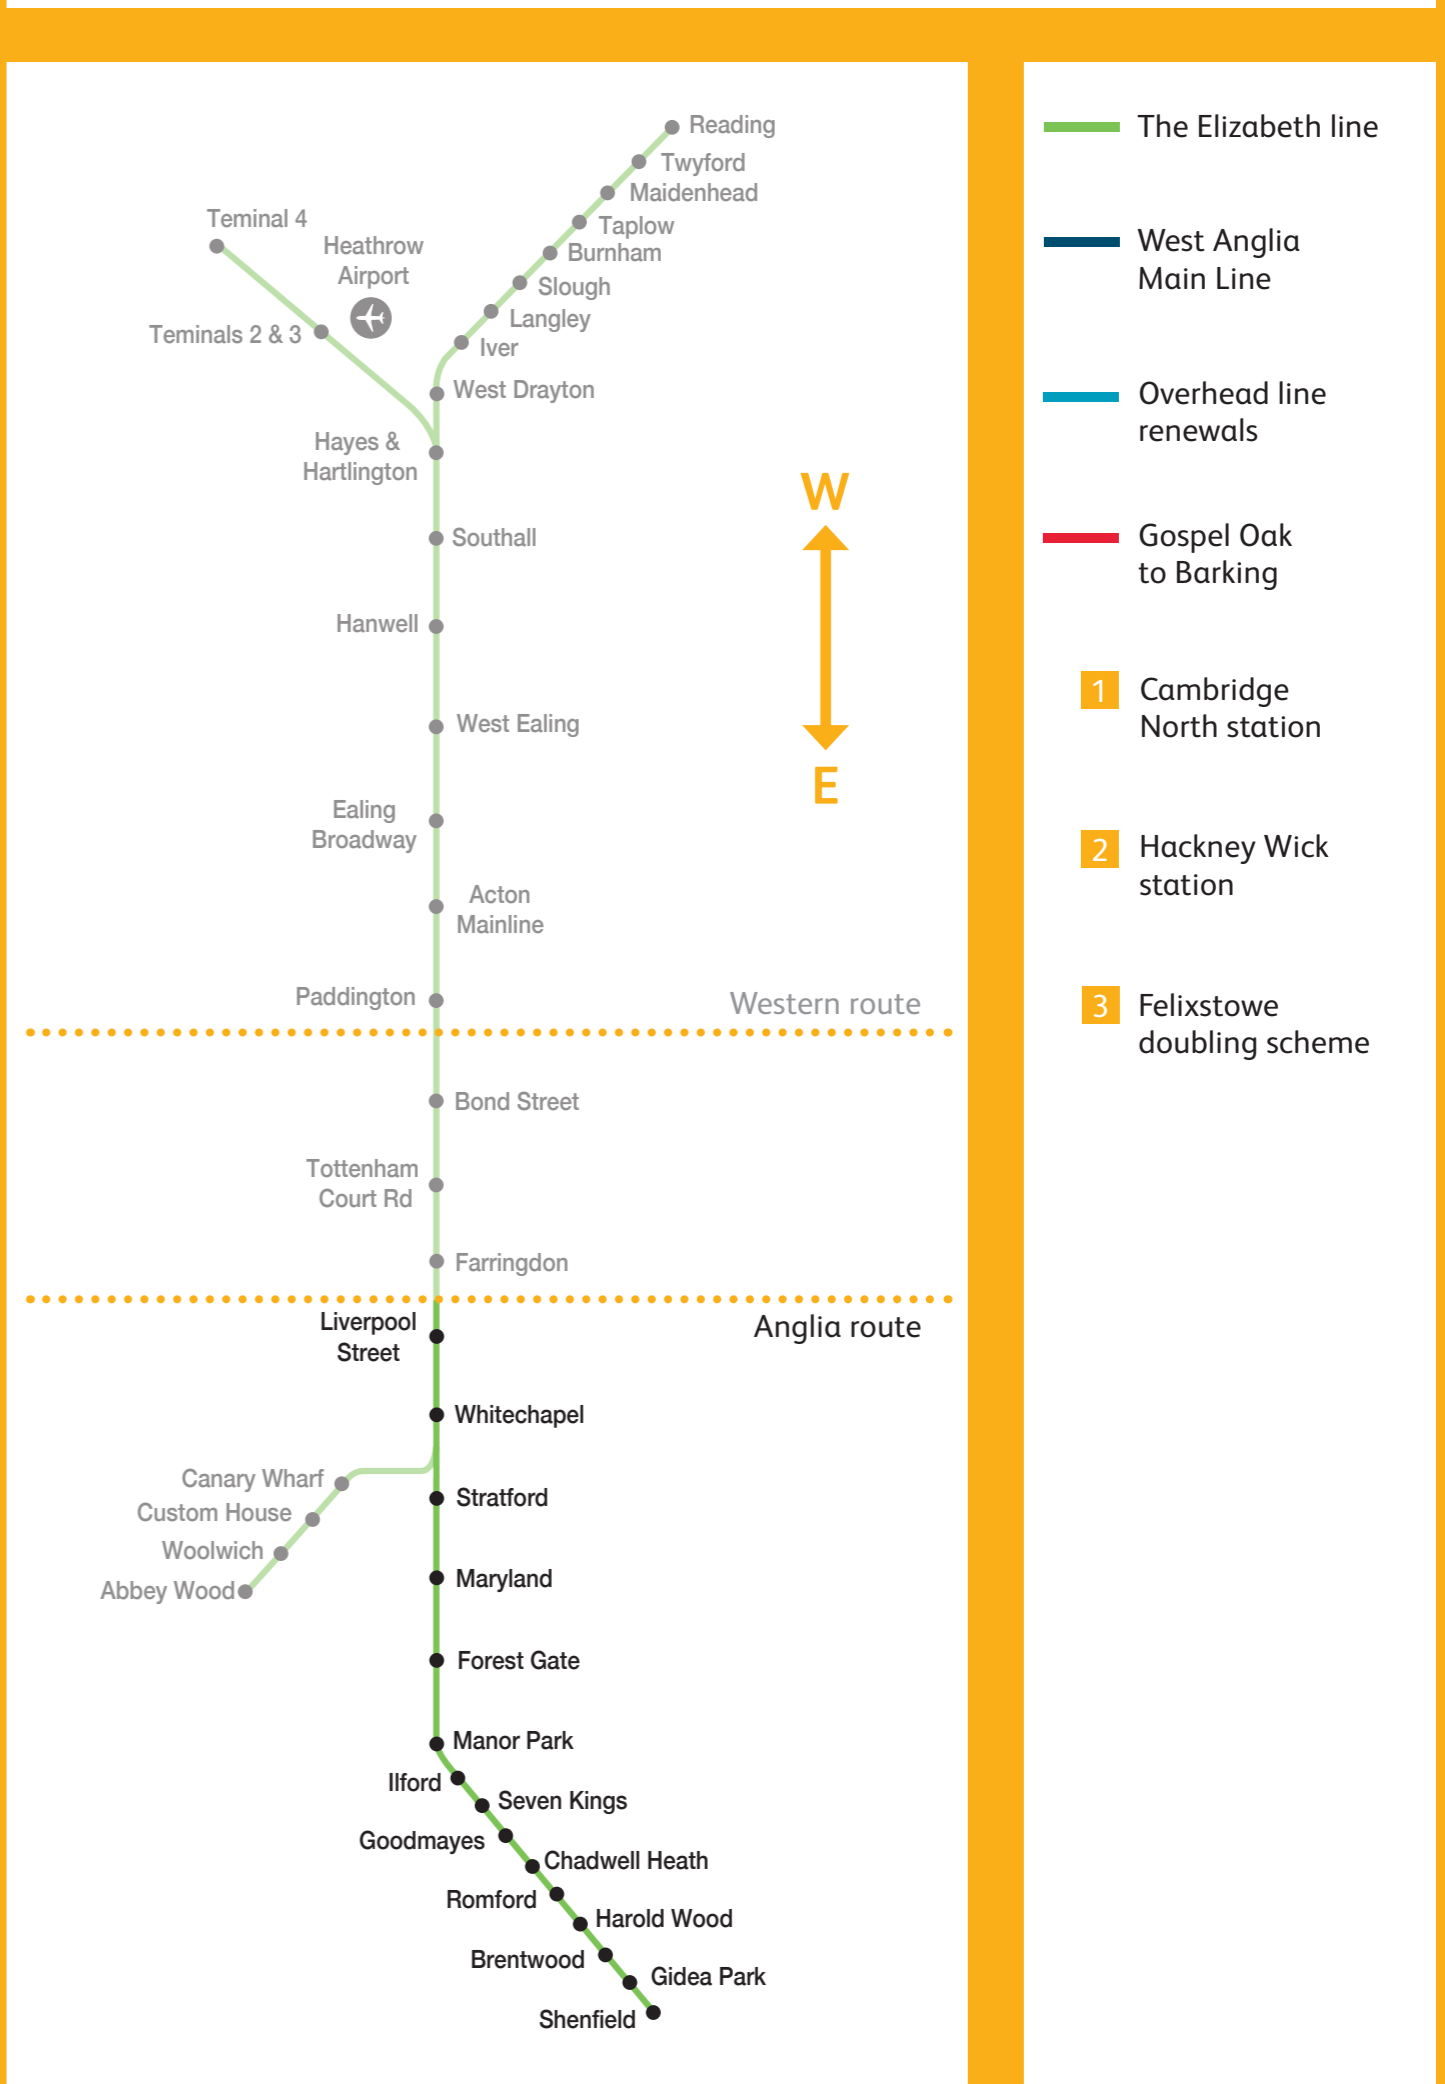 Reading
Twyford
Maidenhead
Taplow
Burnham
Slough
Langley
Iver
Teminal 4
Heathrow
Airport
Teminals 2 & 3
West Drayton
Hayes &
Hartlington
Southall
Hanwell
West Ealing
Ealing
Broadway
Acton
Mainline
Paddington
W
E
Western route
Bond Street
Tottenham
Court Rd
Farringdon
Liverpool
Street
Anglia route
Whitechapel
Canary Wharf
Custom House
Woolwich
Abbey Wood
Stratford
Maryland
Forest Gate
Manor Park
Ilford
Seven Kings
Goodmayes
Chadwell Heath
Romford
Harold Wood
Brentwood
Gidea Park
Shenfield
The Elizabeth line
West Anglia
Main Line
Overhead line
renewals
Gospel Oak
to Barking
1 Cambridge
North station
2 Hackney Wick
station
3 Felixstowe
doubling scheme